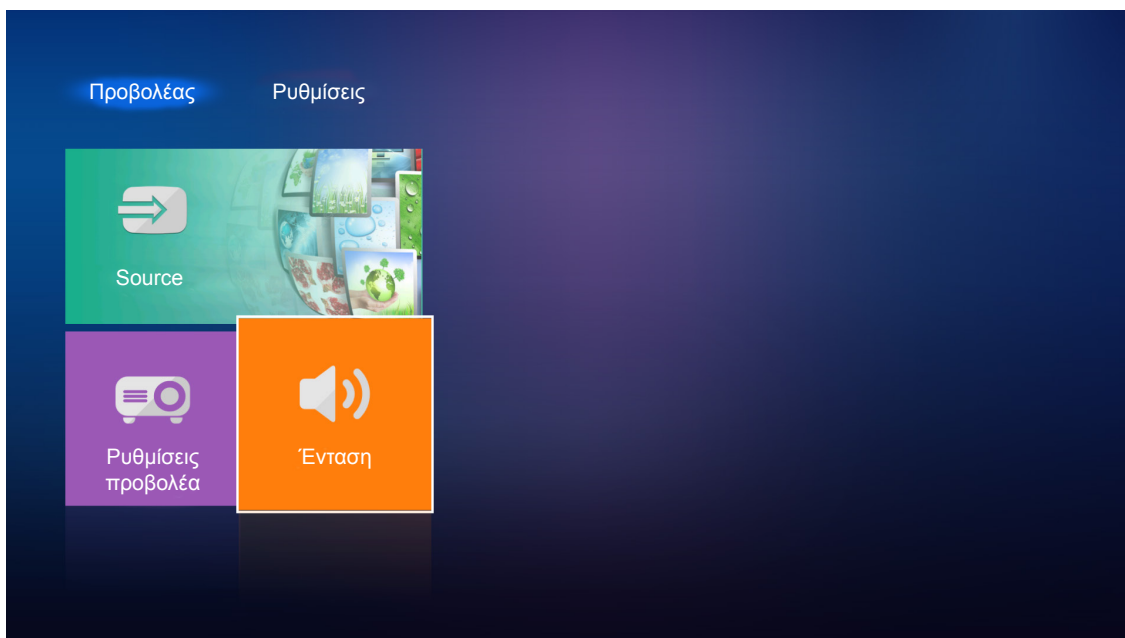 Προβολέας
Ρυθμίσεις
Source
Ρυθμίσεις
προβολέα
Ένταση